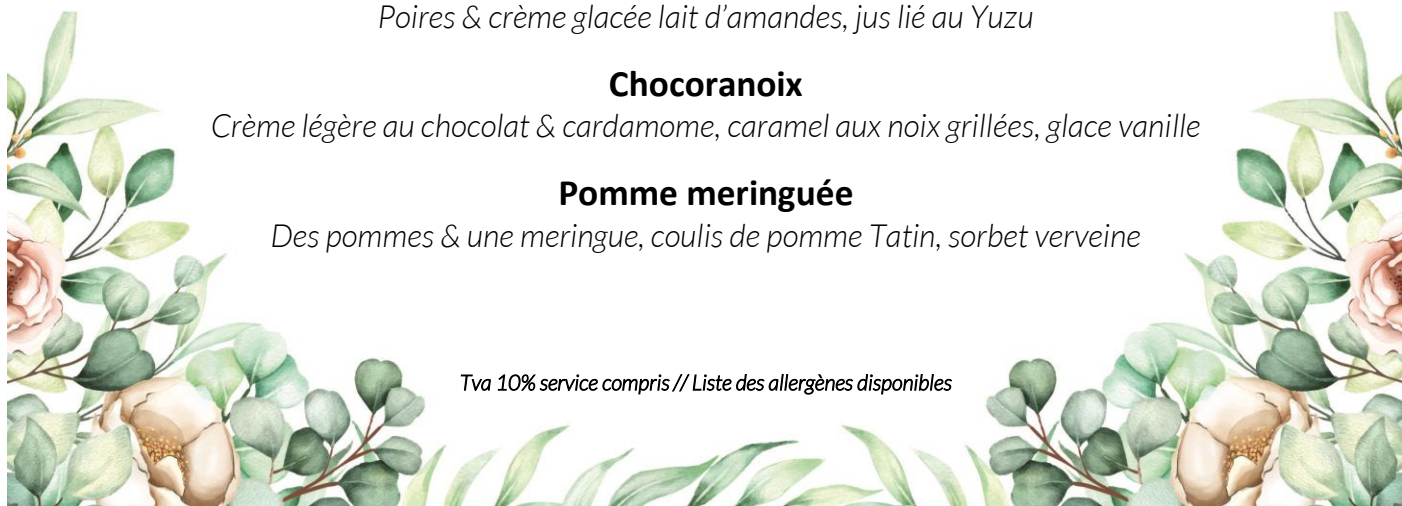 Poires & crème glacée lait d’amandes, jus lié au Yuzu
Chocoranoix
Crème légère au chocolat & cardamome, caramel aux noix grillées, glace vanille
Pomme meringuée
Des pommes & une meringue, coulis de pomme Tatin, sorbet verveine
Tva 10% service compris // Liste des allergènes disponibles